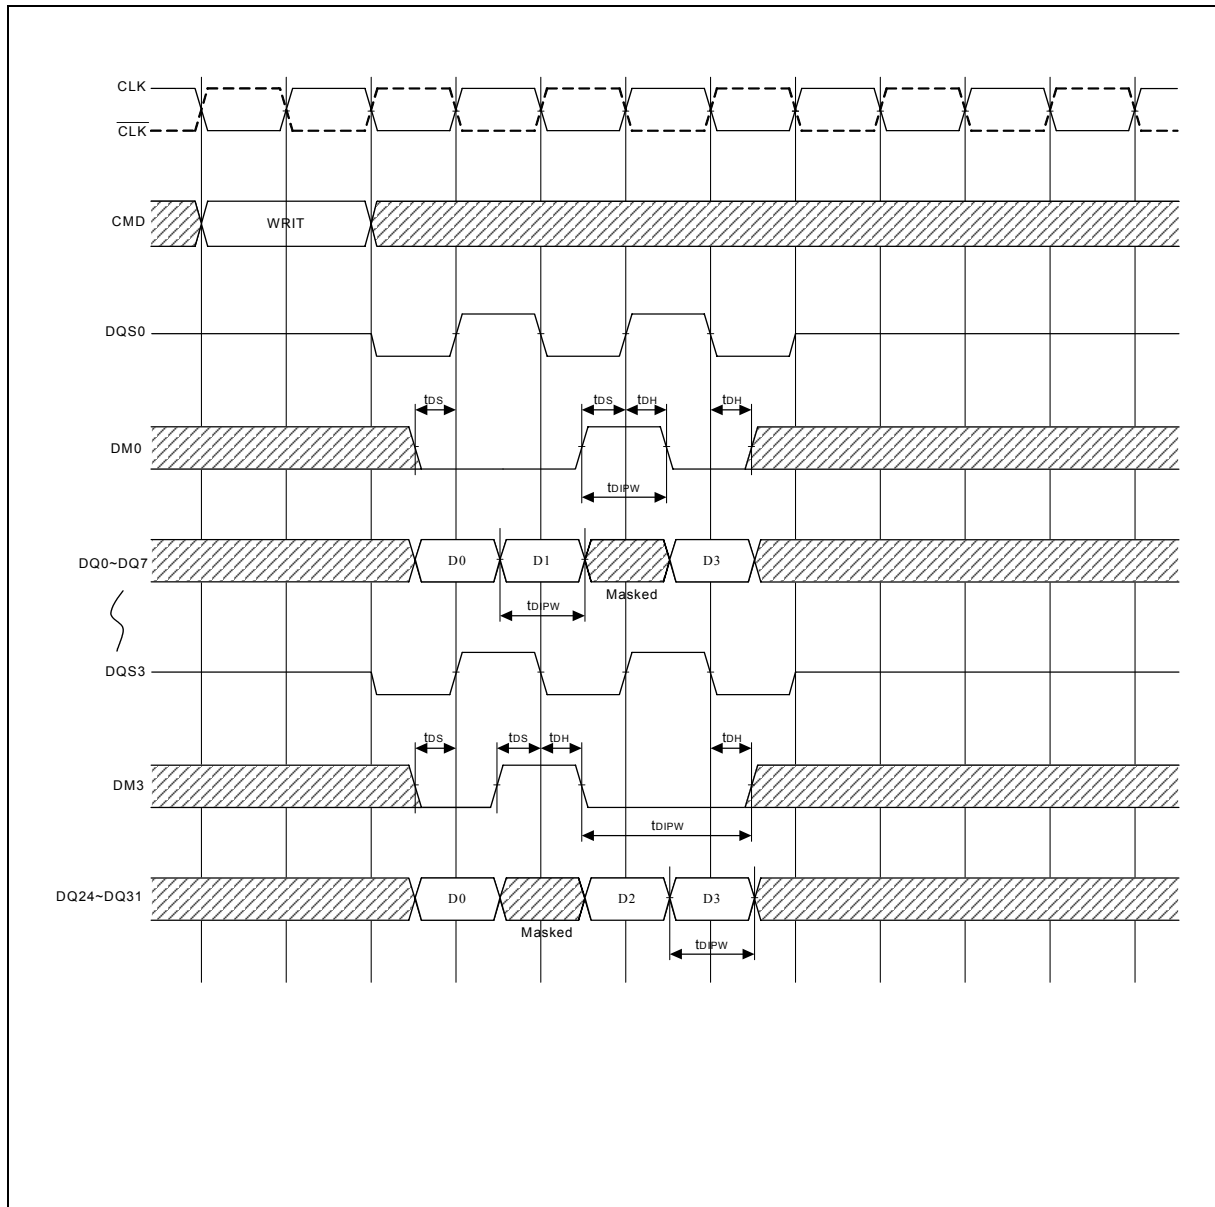 CLK
CLK
CMD
WRIT
DQS0
tDS
tDS
tDH
tDH
DM0
tDIPW
DQ0~DQ7
D0
D1
D3
Masked
tDIPW
DQS3
tDS
tDS
tDH
tDH
DM3
tDIPW
DQ24~DQ31
D0
D2
D3
Masked
tDIPW